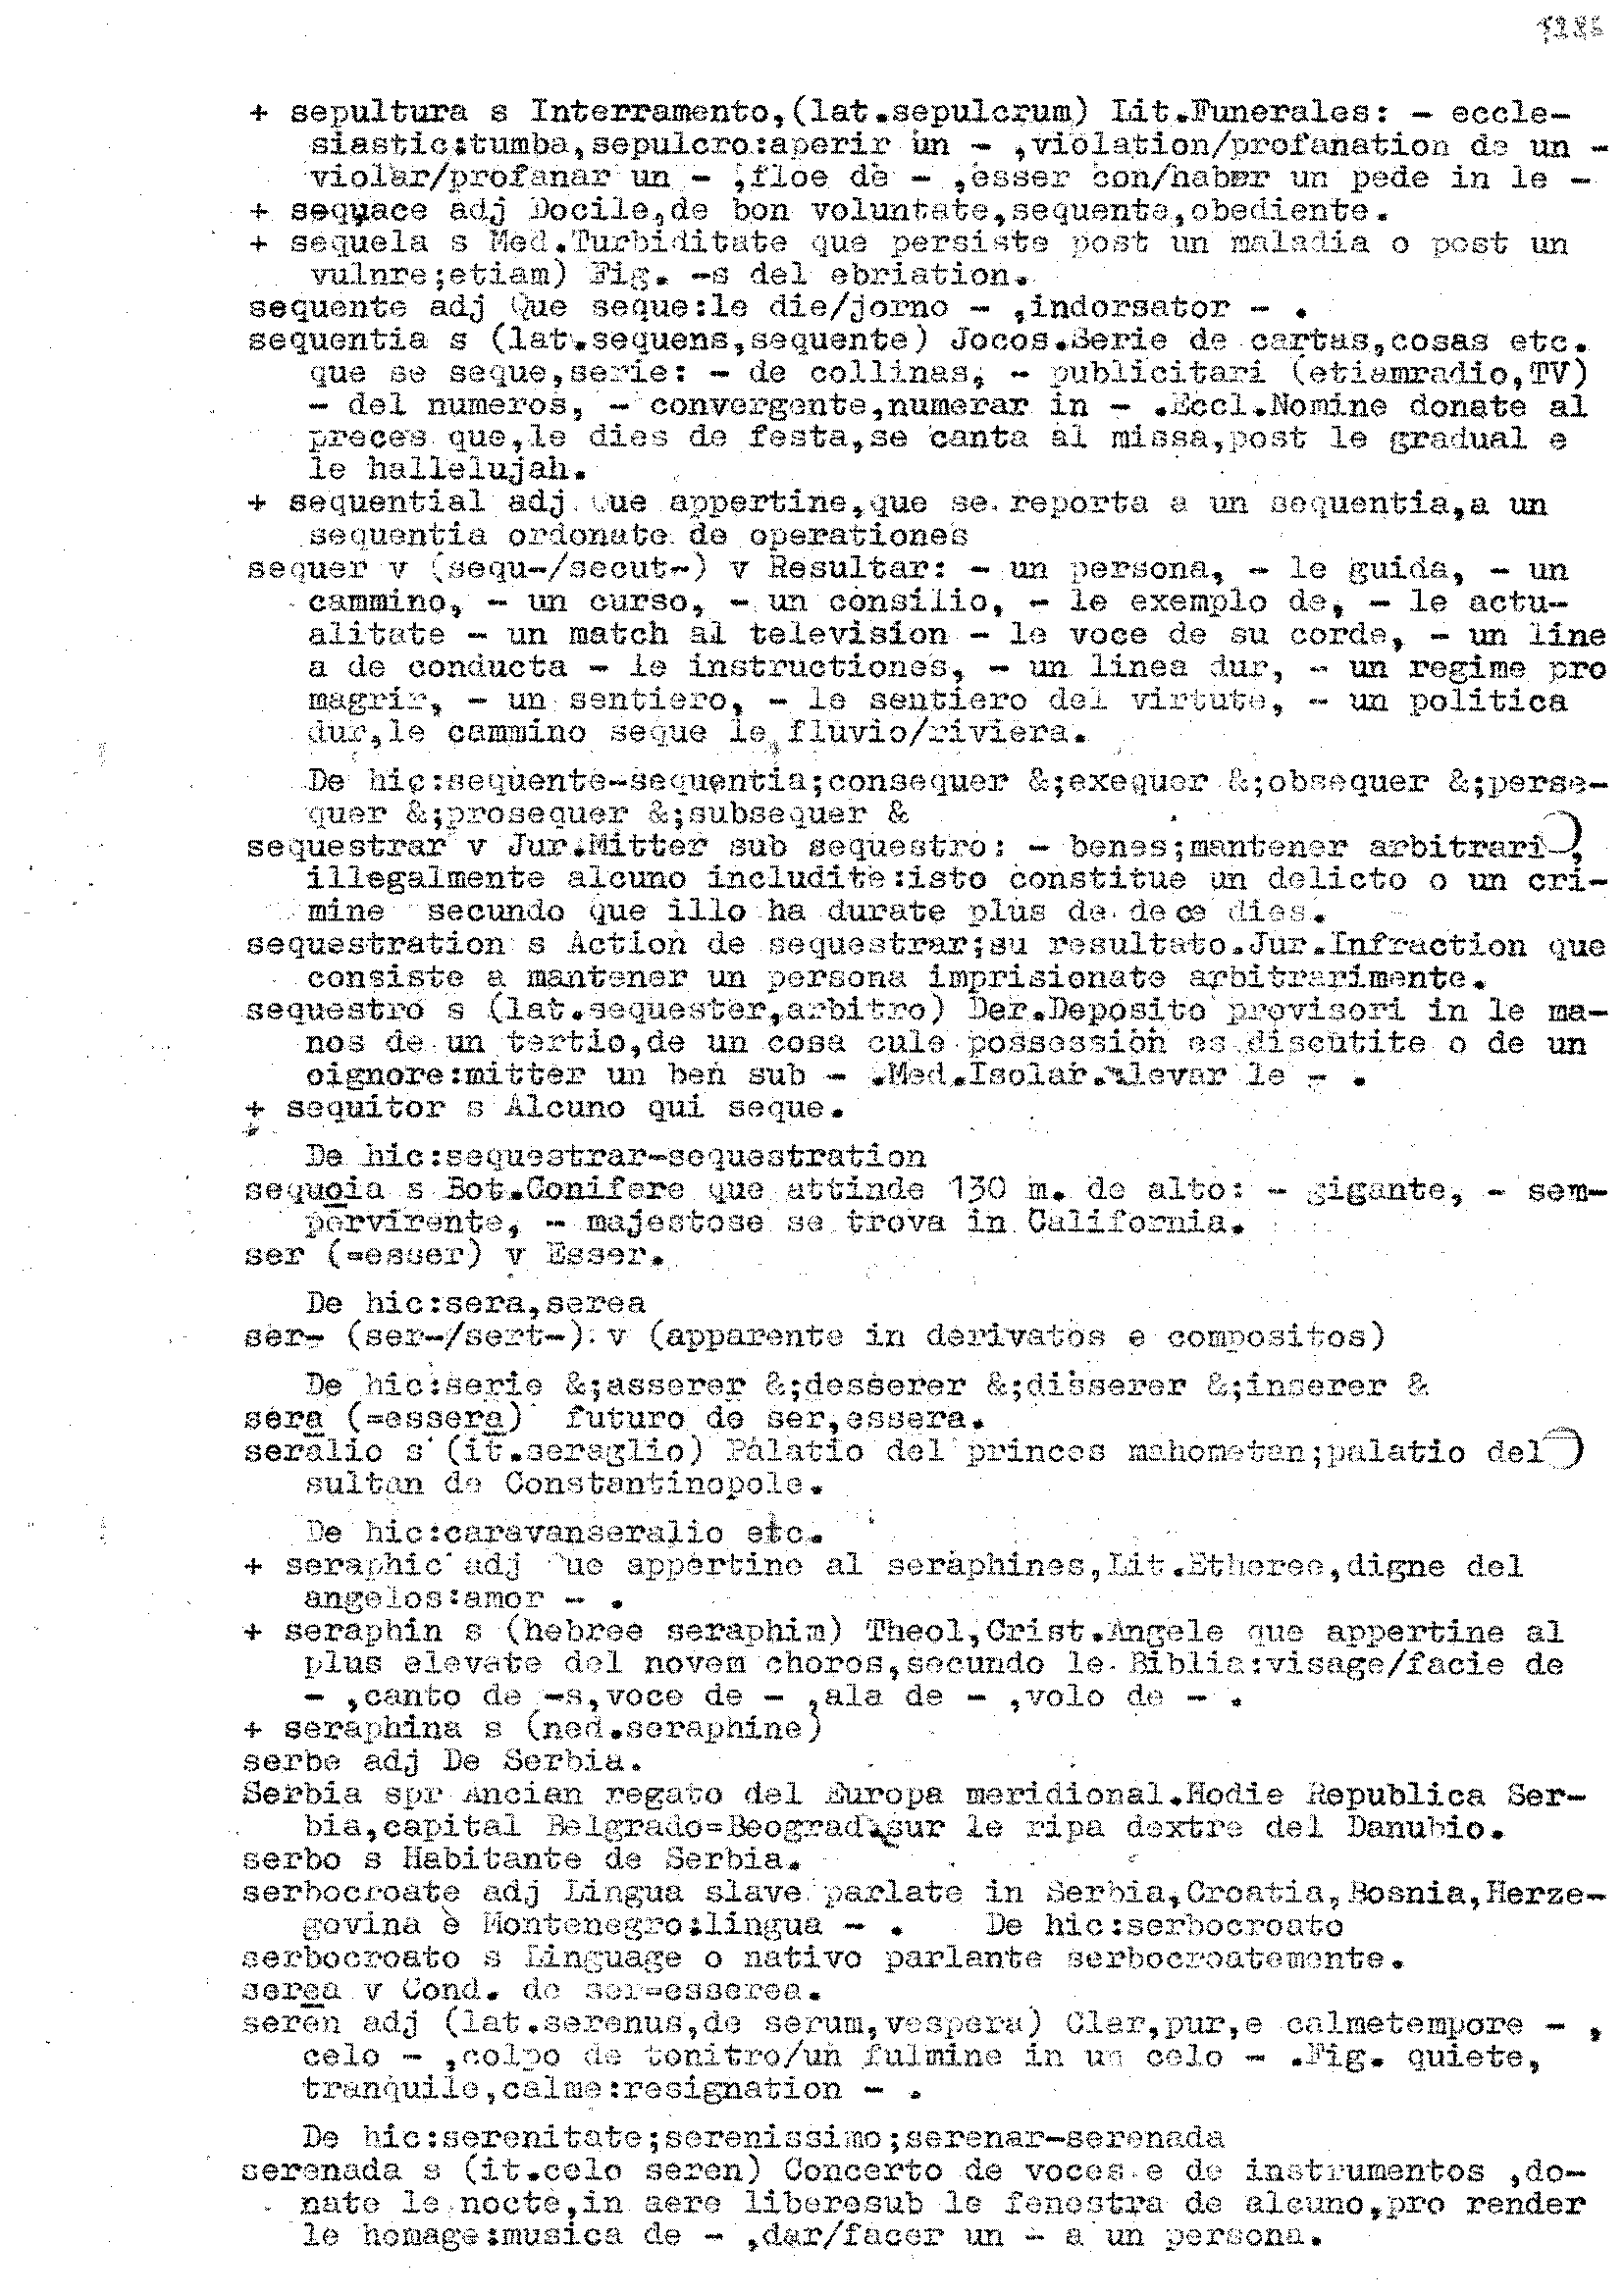 + sepultura s Interramento,(lat.sepulcrum) Lit.Funerales: - eccle-
siastic:tumba,sepulcro:aperir un - ,violation/profanation de un -
violar/profanar un - ,floe de - ,esser con/haber un pede in le -
+ sequace adj Docile,de bon voluntate,sequente,obediente.
+ sequela s Med.Turbiditate que persiste post un maladia o post un
vulnre;etiam) Fig. -s del ebriation.
sequente adj Que seque:le die/jorno - ,indorsator - .
sequentia s (lat.sequens,sequente) Jocos.Serie de cartas,cosas etc.
que se seque,serie: - de collinas, - publicitari (etiamradio,TV)
- del numeros, - convergente,numerar in - .Eccl.Nomine donate al
preces que,le dies de festa,se canta al missa,post le gradual e
le hallelujah.
+ sequential adj Que appertine,que se reporta a un sequentia,a un
sequentia ordonate de operationes
sequer v (sequ-/secut-) v Resultar: - un persona, - le guida, - un
cammino, - un curso, - un consilio, - le exemplo de, - le actu-
alitate - un match al television - le voce de su corde, - un line
a de conducta - le instructiones, - un linea dur, - un regime pro
magrir, - un sentiero, - le sentiero del virtute, - un politica
dur,le cammino seque le fluvio/riviera.
De hic:sequente-sequentia;consequer &;exequer &;obsequer &;perse-
quer &;prosequer &;subsequer &
sequestrar v Jur.Mitter sub sequestro: - benes;mantener arbitrari,
illegalmente alcuno includite:isto constitue un delicto o un cri-
mine secundo que illo ha durate plus de dece dies.
sequestration s Action de sequestrar;su resultato.Jur.Infraction que
consiste a mantener un persona imprisionate arbitrarimente.
sequestro s (lat.sequester,arbitro) Der.Deposito provisori in le ma-
nos de un tertio,de un cosa cule possession es discutite o de un
oignore:mitter un ben sub - .Med.Isolar.Alevar le - .
+ sequitor s Alcuno qui seque.
De hic:sequestrar-sequestration
sequoia s Bot.Conifere que attinde 130 m. de alto: - gigante, - sem-
pervirente, - majestose se trova in California.
ser (=esser) v Esser.
De hic:sera,serea
ser- (ser-/sert-) v (apparente in derivatos e compositos)
De hic:serie &;asserer &;desserer &;disserer &;inserer &
sera (=essera) futuro de ser,essera.
seralio s (it.seraglio) Palatio del princes mahometan;palatio del
sultan de Constantinopole.
De hic:caravanseralio etc.
+ seraphic adj Que appertine al seraphines,Lit.Etheree,digne del
angelos:amor - .
+ seraphin s (hebree seraphim) Theol,Crist.Angele que appertine al
plus elevate del novem choros,secundo le Biblia:visage/facie de
- ,canto de -s,voce de - ,ala de - ,volo de - .
+ seraphina s (ned.seraphine)
serbe adj De Serbia.
Serbia spr Ancian regato del Europa meridional.Hodie Republica Ser-
bia,capital Belgrado=Beograd sur le ripa dextre del Danubio.
serbo s Habitante de Serbia.
serbocroate adj Lingua slave parlate in Serbia,Croatia,Bosnia,Herze-
govina e Montenegro:lingua - . De hic:serbocroato
serbocroato s Linguage o nativo parlante serbocroatemente.
serea v Cond. de ser=esserea.
seren adj (lat.serenus,de serum,vespera) Clar,pur,e calmetempore - ,
celo - ,colpo de tonitro/un fulmine in un celo - .Fig. quiete,
tranquile,calme:resignation - .
De hic:serenitate;serenissimo;serenar-serenada
serenada s (it.celo seren) Concerto de voces e de instrumentos ,do-
nate le nocte,in aere liberesub le fenestra de alcuno,pro render
le homage:musica de - ,dar/facer un - a un persona.